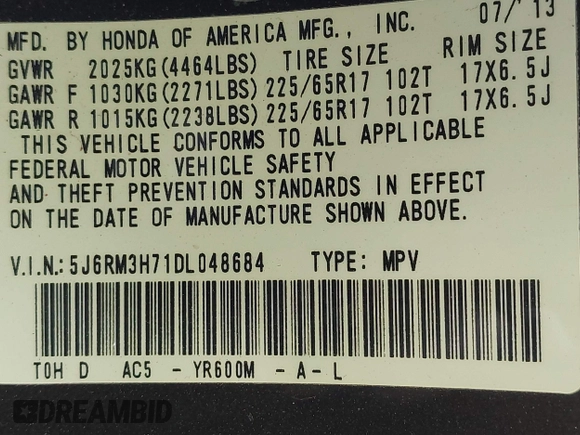 MFD. BY HONDA OF AMERICA MFG., INC. 07/'13
GVWR 2025KG(4464LBS) TIRE SIZE RIM SIZE
GAWR F 1030KG(2271LBS) 225/65R17 102T 17X6.5J
GAWR R 1015KG(2238LBS) 225/65R17 102T 17X6.5J
THIS VEHICLE CONFORMS TO ALL APPLICABLE
FEDERAL MOTOR VEHICLE SAFETY
AND THEFT PREVENTION STANDARDS IN EFFECT
ON THE DATE OF MANUFACTURE SHOWN ABOVE.
V.I.N.: 5J6RM3H71DL048684 TYPE: MPV
TOH D AC5 - YR600M - A - L
DREAMBID